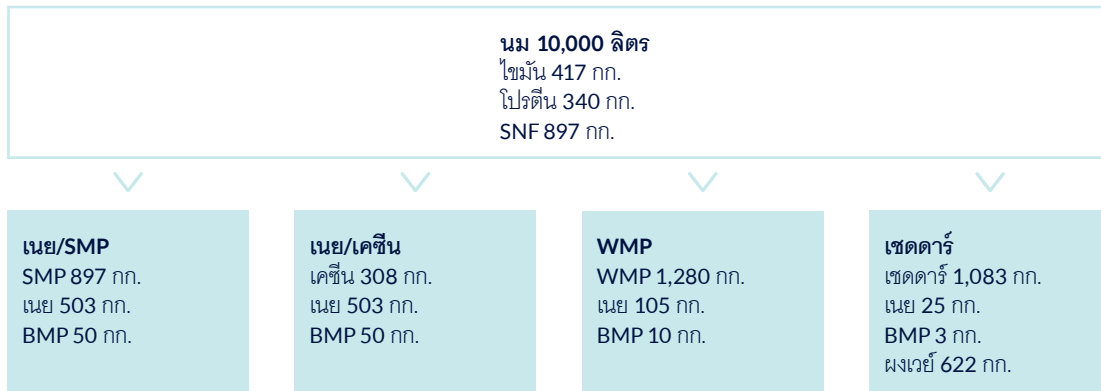 นม 10,000 ลิตร
ไขมัน 417 กก.
โปรตีน 340 กก.
SNF 897 กก.
เนย/SMP
SMP 897 กก.
เนย 503 กก.
BMP 50 กก.
เนย/เคซีน
เคซีน 308 กก.
เนย 503 กก.
BMP 50 กก.
WMP
WMP 1,280 กก.
เนย 105 กก.
BMP 10 กก.
เชดดาร์
เชดดาร์ 1,083 กก.
เนย 25 กก.
BMP 3 กก.
ผงเวย์ 622 กก.